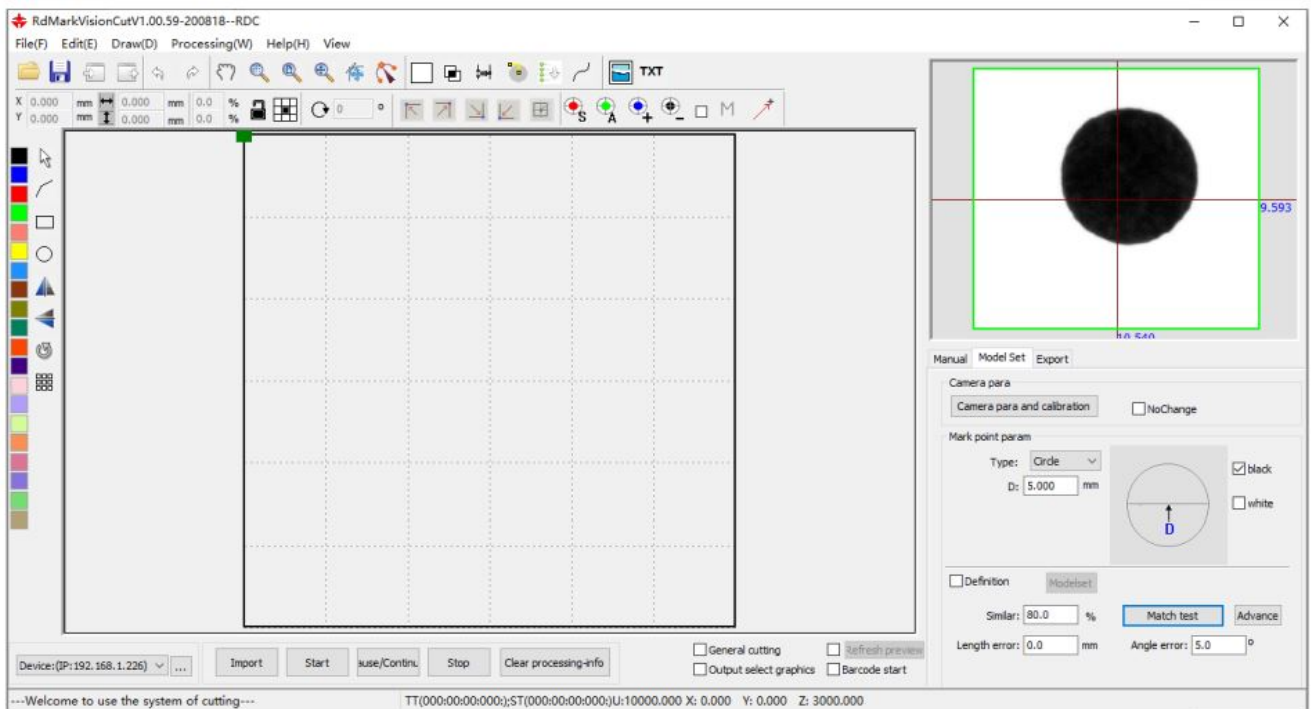 RdMarkVisionCutV1.00.59-200818--RDC
File(F) Edit(E) Draw(D) Processing(W) Help(H) View
TXT
X 0.000 mm 0.000 mm 0.0 %
Y 0.000 mm 0.000 mm 0.0 %
0 °
S A M
9.593
10.540
Manual Model Set Export
Camera para
Camera para and calibration NoChange
Mark point param
Type: Circle
black
D: 5.000 mm
white
D
Definition Modelset
Similar: 80.0 % Match test Advance
Length error: 0.0 mm Angle error: 5.0 °
General cutting Refresh preview
Device:(IP:192.168.1.226) ... Import Start ause/Continu Stop Clear processing-info
Output select graphics Barcode start
---Welcome to use the system of cutting--- TT(000:00:00:000:);ST(000:00:00:000:)U:10000.000 X: 0.000 Y: 0.000 Z: 3000.000